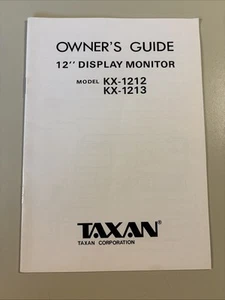 OWNER'S GUIDE
12" DISPLAY MONITOR
MODEL KX-1212
KX-1213
TAXAN®
TAXAN CORPORATION